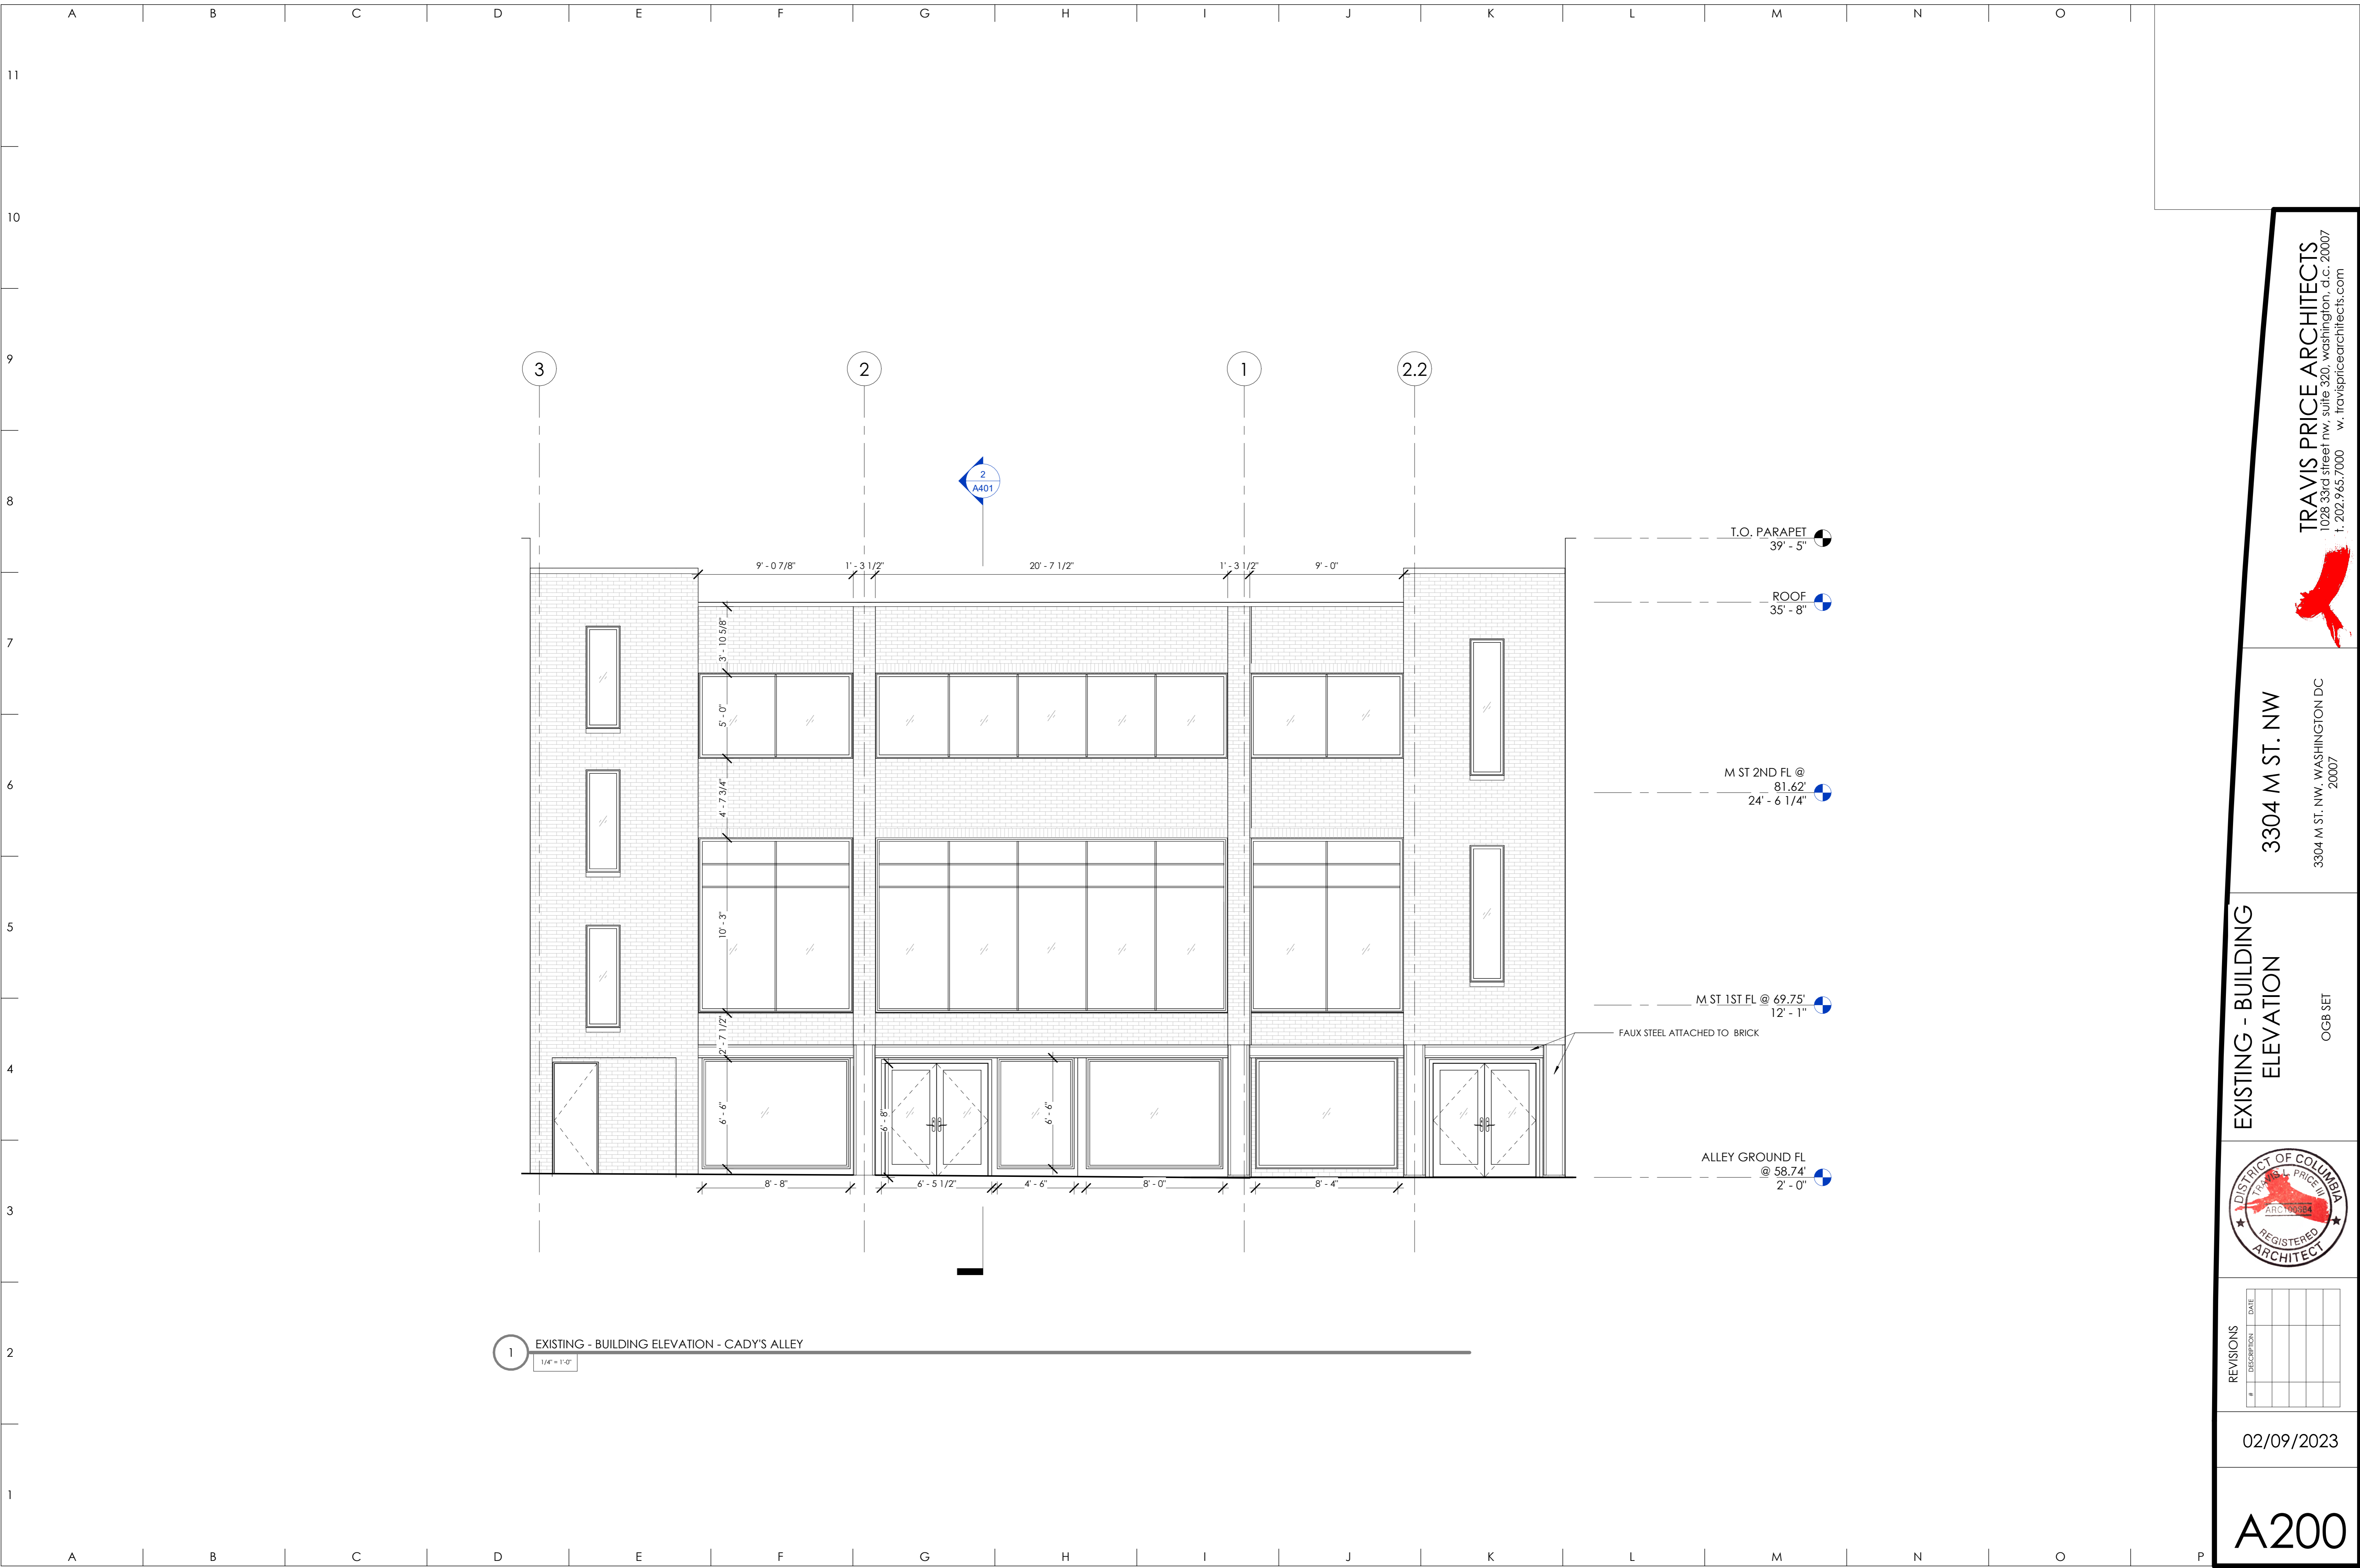 A B C D E F G H I J K L M N O
11
10
9
8
7
6
5
4
3
2
1
3 2 1 2.2
2
A401
T.O. PARAPET
39' - 5"
ROOF
35' - 8"
M ST 2ND FL @
81.62'
24' - 6 1/4"
M ST 1ST FL @ 69.75'
12' - 1"
FAUX STEEL ATTACHED TO BRICK
ALLEY GROUND FL
@ 58.74'
2' - 0"
9' - 0 7/8" 1' - 3 1/2" 20' - 7 1/2" 1' - 3 1/2" 9' - 0"
3' - 10 5/8"
5' - 0"
4' - 7 3/4"
10' - 3"
2' - 7 1/2"
6' - 6"
6' - 8"
6' - 6"
8' - 8" 6' - 5 1/2" 4' - 6" 8' - 0" 8' - 4"
1
EXISTING - BUILDING ELEVATION - CADY'S ALLEY
1/4" = 1'-0"
TRAVIS PRICE ARCHITECTS
1028 33rd street nw, suite 320, washington, d.c. 20007
t. 202.965.7000 w. travispricearchitects.com
3304 M ST. NW
3304 M ST. NW, WASHINGTON DC
20007
EXISTING - BUILDING
ELEVATION
OGB SET
DISTRICT OF COLUMBIA
TRAVIS L. PRICE III
REGISTERED
ARCHITECT
REVISIONS
# DESCRIPTION DATE
02/09/2023
A200
A B C D E F G H I J K L M N O P